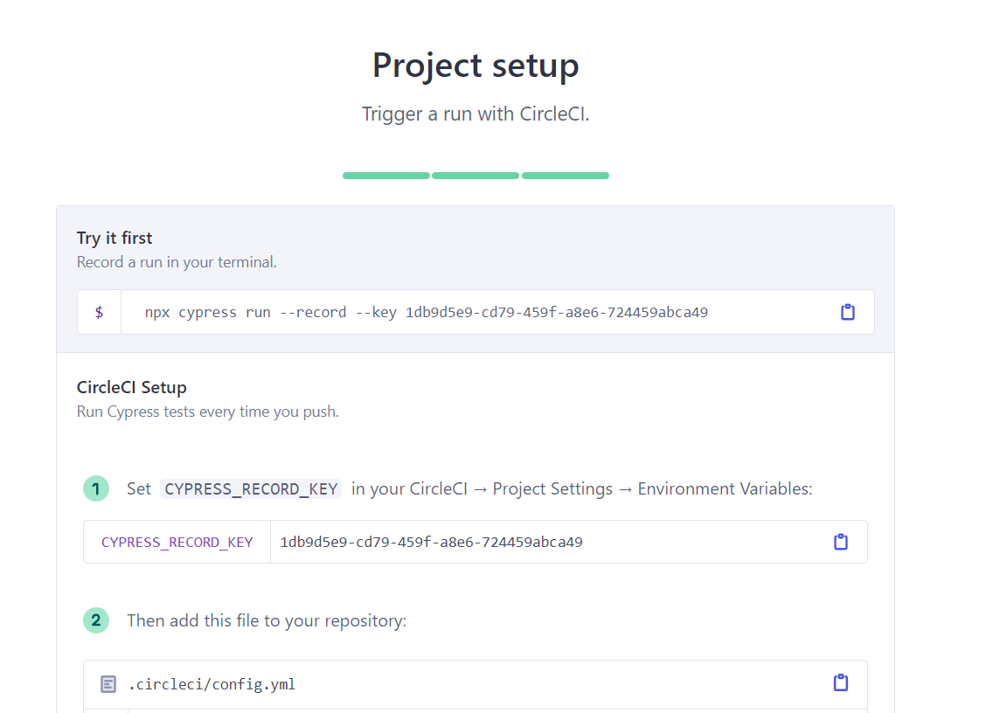 Project setup
Trigger a run with CircleCI.
Try it first
Record a run in your terminal.
$ npx cypress run --record --key 1db9d5e9-cd79-459f-a8e6-724459abca49
CircleCI Setup
Run Cypress tests every time you push.
1 Set CYPRESS_RECORD_KEY in your CircleCI → Project Settings → Environment Variables:
CYPRESS_RECORD_KEY 1db9d5e9-cd79-459f-a8e6-724459abca49
2 Then add this file to your repository:
.circleci/config.yml